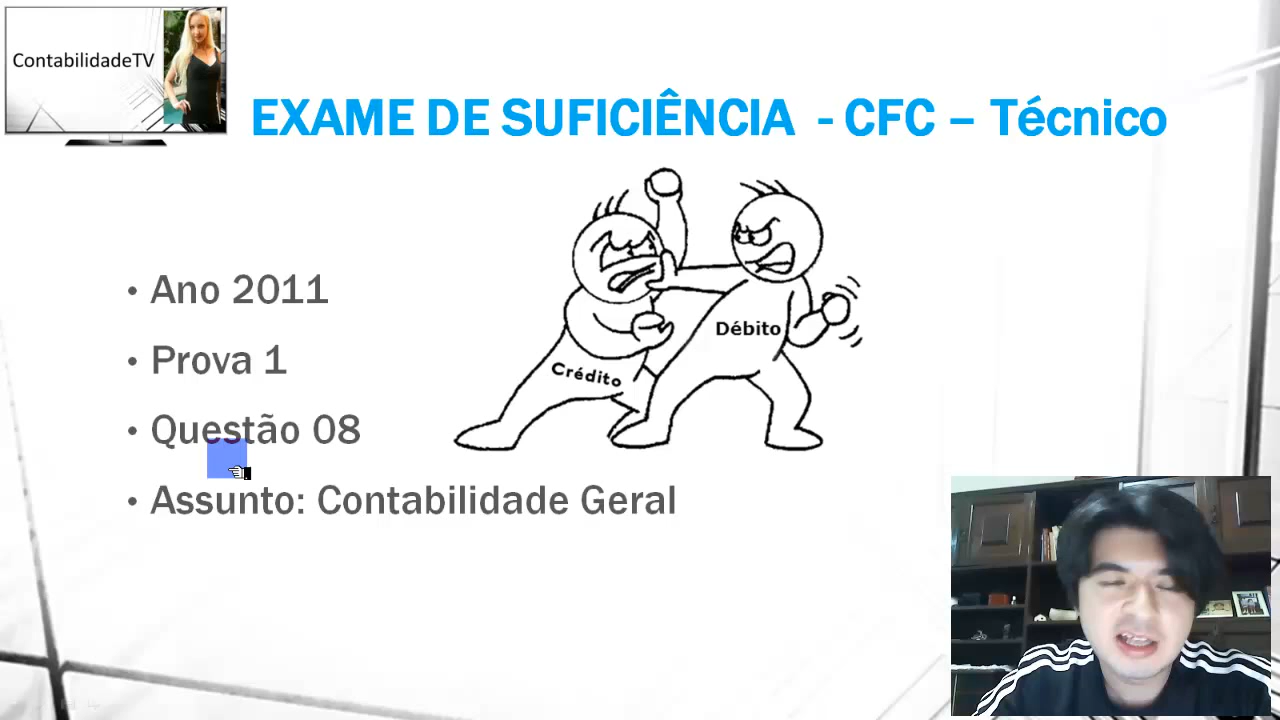 ContabilidadeTV
EXAME DE SUFICIÊNCIA - CFC – Técnico
• Ano 2011
• Prova 1
• Questão 08
• Assunto: Contabilidade Geral
Crédito
Débito